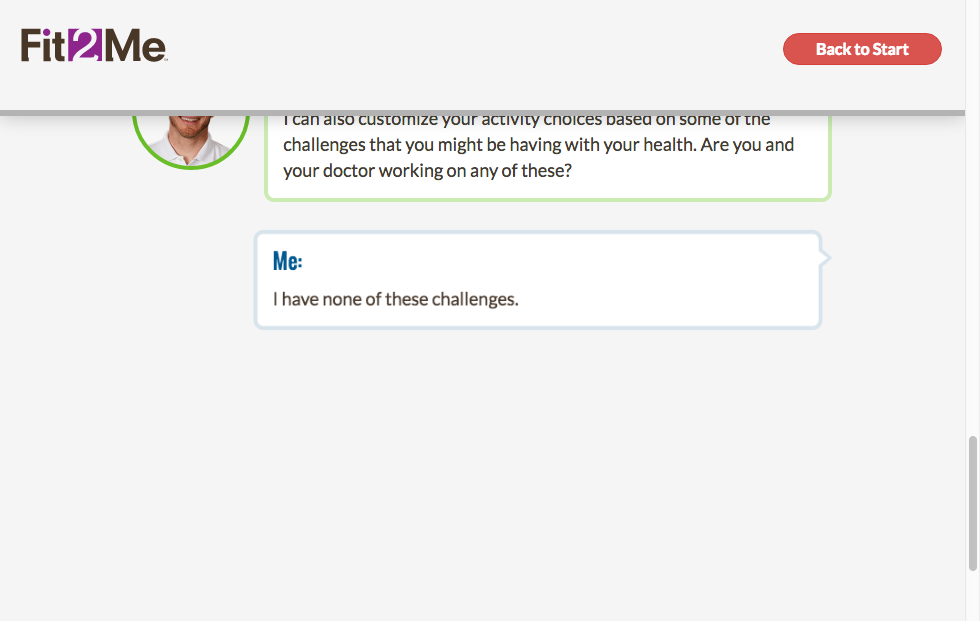 Fit2Me
Back to Start
I can also customize your activity choices based on some of the
challenges that you might be having with your health. Are you and
your doctor working on any of these?
Me:
I have none of these challenges.